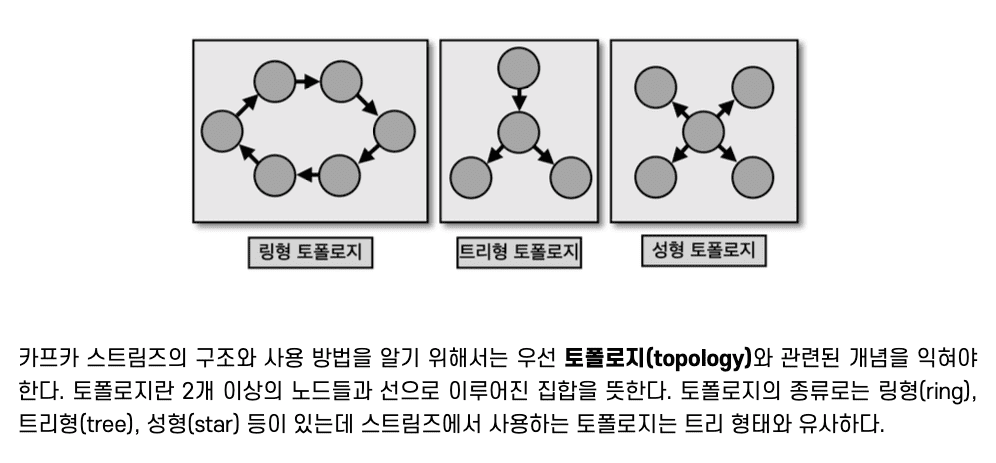 링형 토폴로지
트리형 토폴로지
성형 토폴로지
카프카 스트림즈의 구조와 사용 방법을 알기 위해서는 우선 토폴로지(topology)와 관련된 개념을 익혀야
한다. 토폴로지란 2개 이상의 노드들과 선으로 이루어진 집합을 뜻한다. 토폴로지의 종류로는 링형(ring),
트리형(tree), 성형(star) 등이 있는데 스트림즈에서 사용하는 토폴로지는 트리 형태와 유사하다.